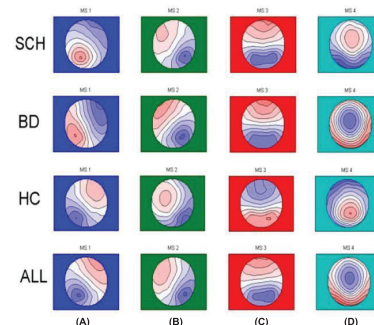 MS 1 MS 2 MS 3 MS 4
SCH
MS 1 MS 2 MS 3 MS 4
BD
MS 1 MS 2 MS 3 MS 4
HC
MS 1 MS 2 MS 3 MS 4
ALL
(A) (B) (C) (D)